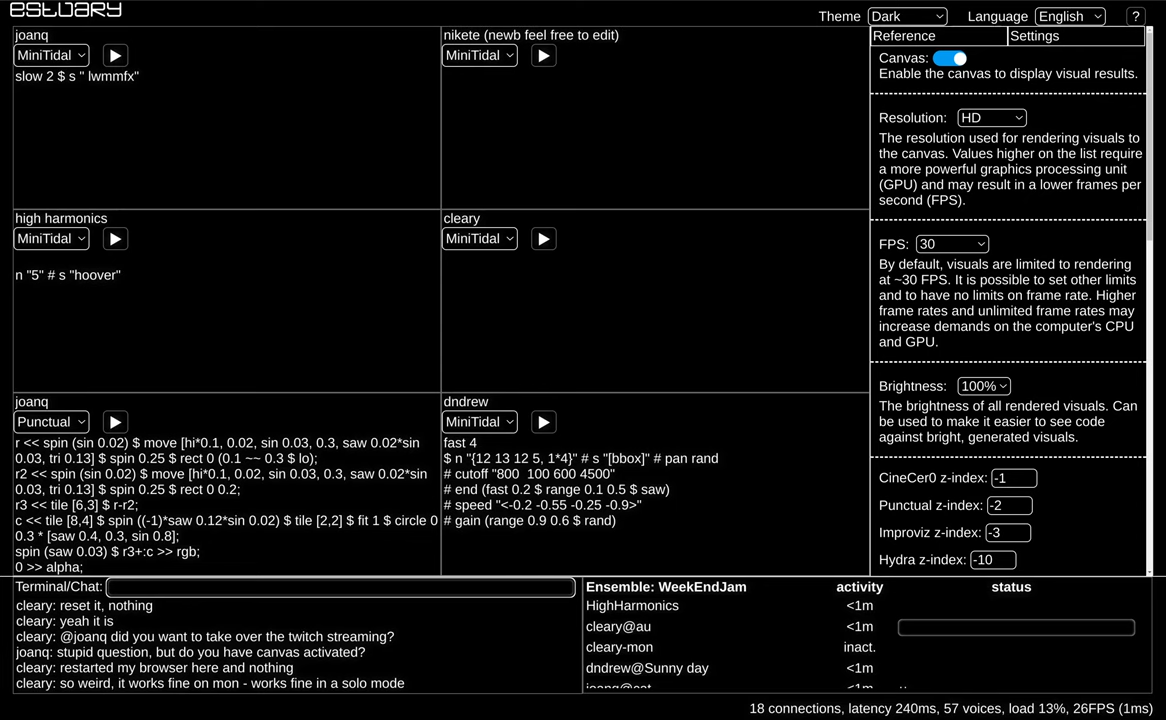 estuary
Theme Dark Language English ?
joanq
MiniTidal
slow 2 $ s " lwmmfx"
nikete (newb feel free to edit)
MiniTidal
high harmonics
MiniTidal
n "5" # s "hoover"
cleary
MiniTidal
joanq
Punctual
r << spin (sin 0.02) $ move [hi*0.1, 0.02, sin 0.03, 0.3, saw 0.02*sin
0.03, tri 0.13] $ spin 0.25 $ rect 0 (0.1 ~~ 0.3 $ lo);
r2 << spin (sin 0.02) $ move [hi*0.1, 0.02, sin 0.03, 0.3, saw 0.02*sin
0.03, tri 0.13] $ spin 0.25 $ rect 0 0.2;
r3 << tile [6,3] $ r-r2;
c << tile [8,4] $ spin ((-1)*saw 0.12*sin 0.02) $ tile [2,2] $ fit 1 $ circle 0
0.3 * [saw 0.4, 0.3, sin 0.8];
spin (saw 0.03) $ r3+:c >> rgb;
0 >> alpha;
dndrew
MiniTidal
fast 4
$ n "{12 13 12 5, 1*4}" # s "[bbox]" # pan rand
# cutoff "800  100 600 4500"
# end (fast 0.2 $ range 0.1 0.5 $ saw)
# speed "<-0.2 -0.55 -0.25 -0.9>"
# gain (range 0.9 0.6 $ rand)
Reference Settings
Canvas:
Enable the canvas to display visual results.
Resolution: HD
The resolution used for rendering visuals to
the canvas. Values higher on the list require
a more powerful graphics processing unit
(GPU) and may result in a lower frames per
second (FPS).
FPS: 30
By default, visuals are limited to rendering
at ~30 FPS. It is possible to set other limits
and to have no limits on frame rate. Higher
frame rates and unlimited frame rates may
increase demands on the computer's CPU
and GPU.
Brightness: 100%
The brightness of all rendered visuals. Can
be used to make it easier to see code
against bright, generated visuals.
CineCer0 z-index: -1
Punctual z-index: -2
Improviz z-index: -3
Hydra z-index: -10
Terminal/Chat:
cleary: reset it, nothing
cleary: yeah it is
cleary: @joanq did you want to take over the twitch streaming?
joanq: stupid question, but do you have canvas activated?
cleary: restarted my browser here and nothing
cleary: so weird, it works fine on mon - works fine in a solo mode
Ensemble: WeekEndJam activity status
HighHarmonics <1m
cleary@au <1m
cleary-mon inact.
dndrew@Sunny day <1m
joanq@cat <1m
18 connections, latency 240ms, 57 voices, load 13%, 26FPS (1ms)